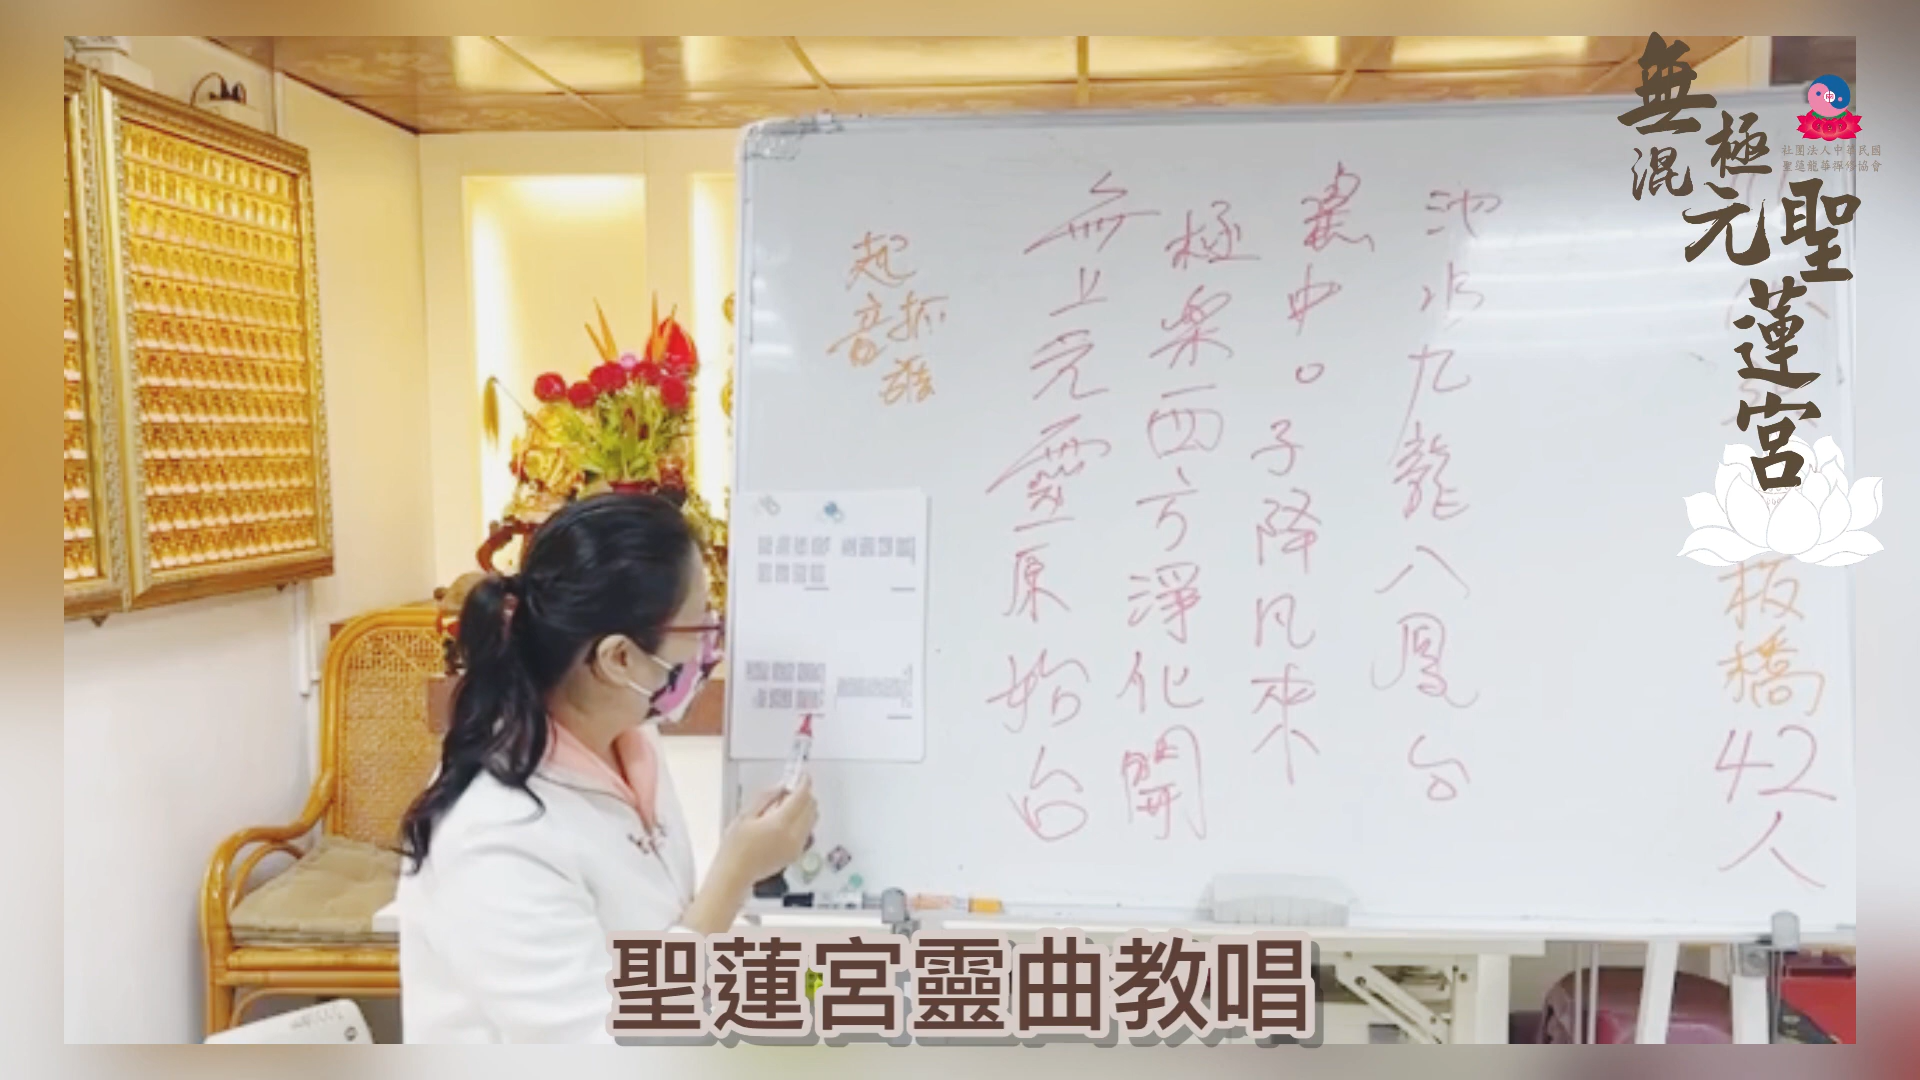 無極混元聖蓮宮
社團法人中華民國
聖蓮龍華禪修協會
板橋42人
池水九龍八鳳台
中。子降凡來
極樂西方淨化開
無上元靈原始台
起音抓
聖蓮宮靈曲教唱